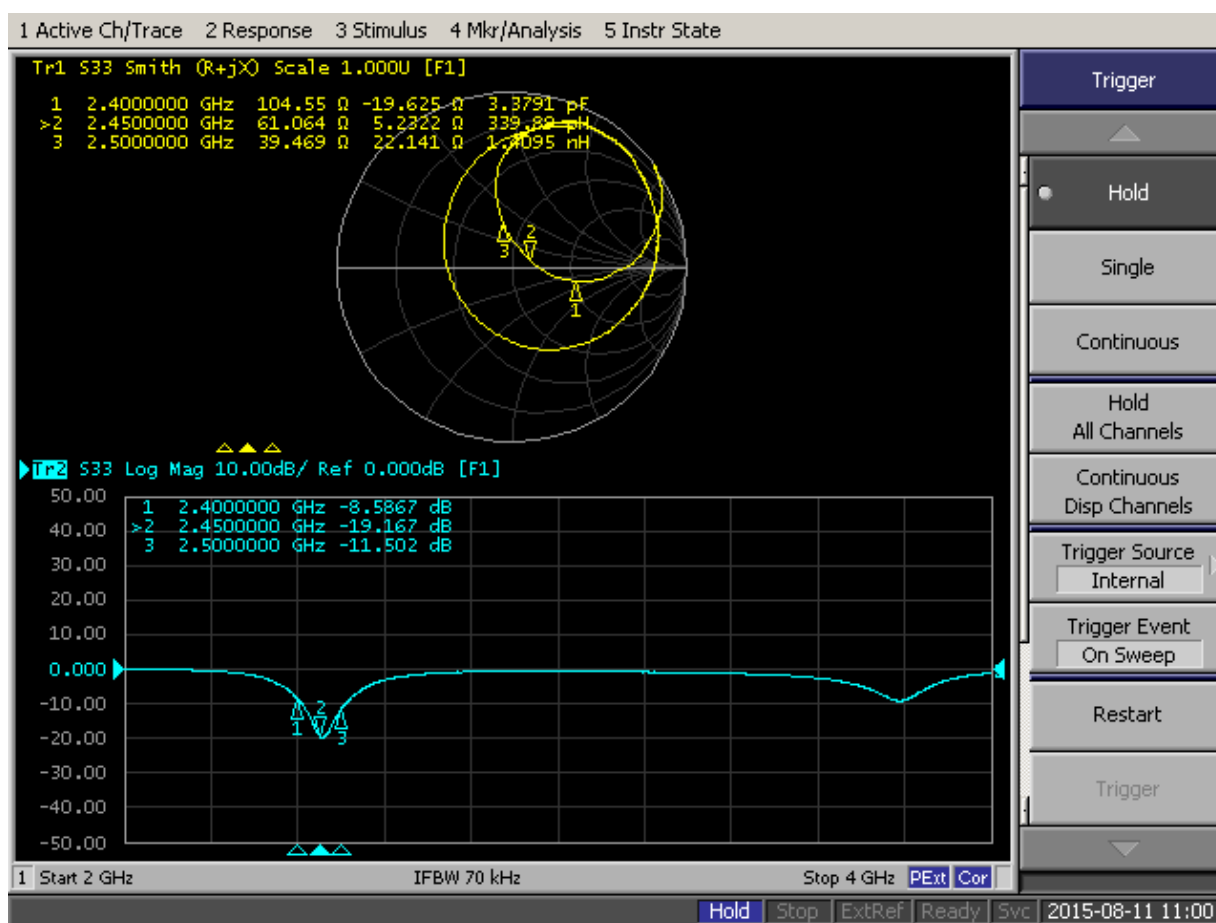 1 Active Ch/Trace 2 Response 3 Stimulus 4 Mkr/Analysis 5 Instr State
Tr1 S33 Smith (R+jX) Scale 1.000U [F1]
1 2.4000000 GHz 104.55 Ω -19.625 Ω 3.3791 pF
>2 2.4500000 GHz 61.064 Ω 5.2322 Ω 339.89 pH
3 2.5000000 GHz 39.469 Ω 22.141 Ω 1.4095 nH
2
3
1
Tr2 S33 Log Mag 10.00dB/ Ref 0.000dB [F1]
50.00
40.00
30.00
20.00
10.00
0.000
-10.00
-20.00
-30.00
-40.00
-50.00
1 2.4000000 GHz -8.5867 dB
>2 2.4500000 GHz -19.167 dB
3 2.5000000 GHz -11.502 dB
2
1
3
1 Start 2 GHz IFBW 70 kHz Stop 4 GHz PExt Cor
Trigger
Hold
Single
Continuous
Hold
All Channels
Continuous
Disp Channels
Trigger Source
Internal
Trigger Event
On Sweep
Restart
Trigger
Hold Stop ExtRef Ready Svc 2015-08-11 11:00